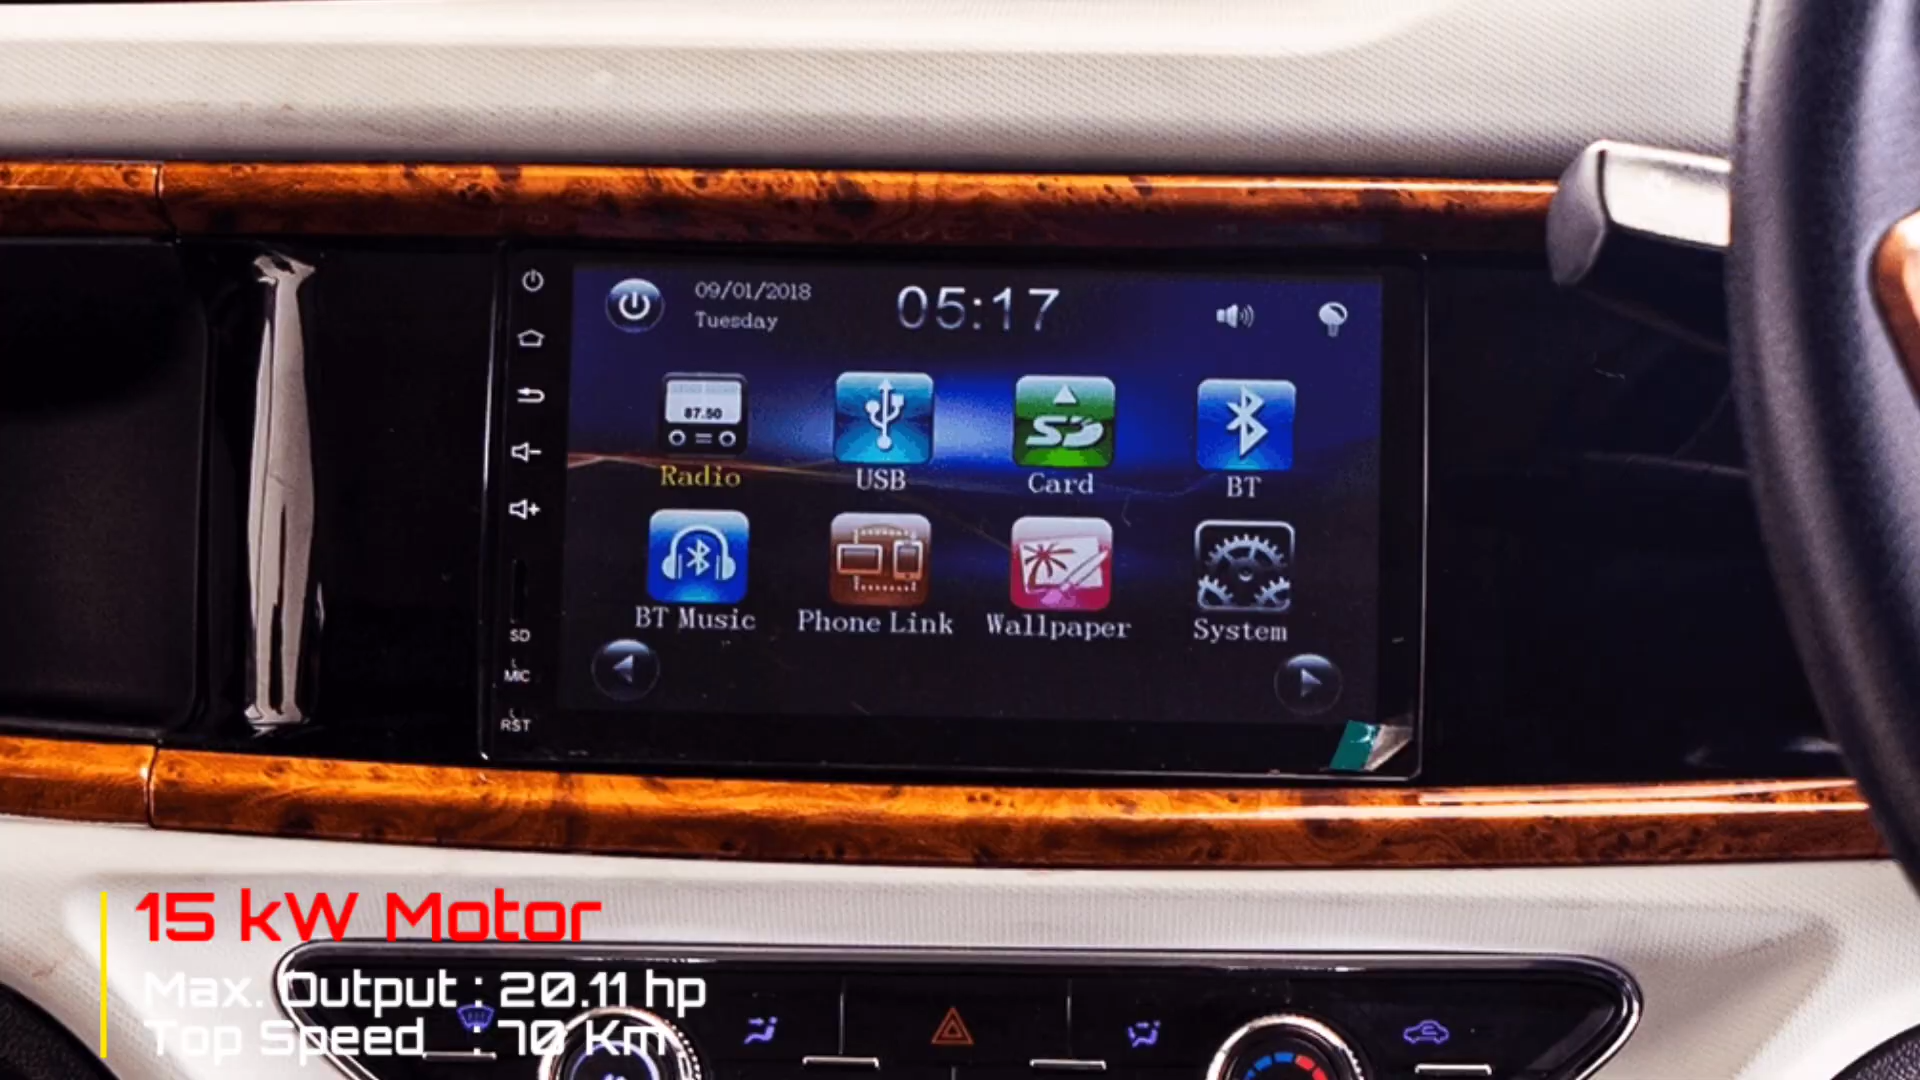 09/01/2018
Tuesday
05:17
87.50
Radio
USB
Card
BT
BT Music
Phone Link
Wallpaper
System
SD
MIC
RST
15 kW Motor
Max. Output : 20.11 hp
Top Speed : 70 Km